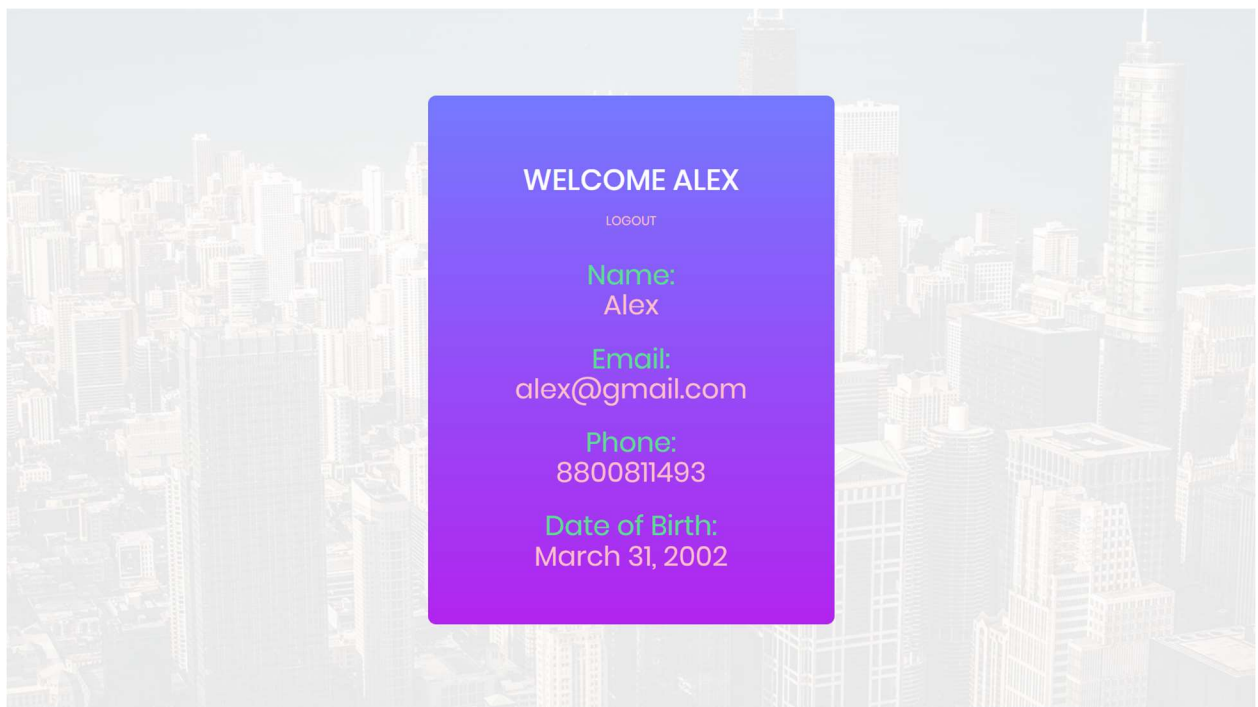 WELCOME ALEX
LOGOUT
Name:
Alex
Email:
alex@gmail.com
Phone:
8800811493
Date of Birth:
March 31, 2002